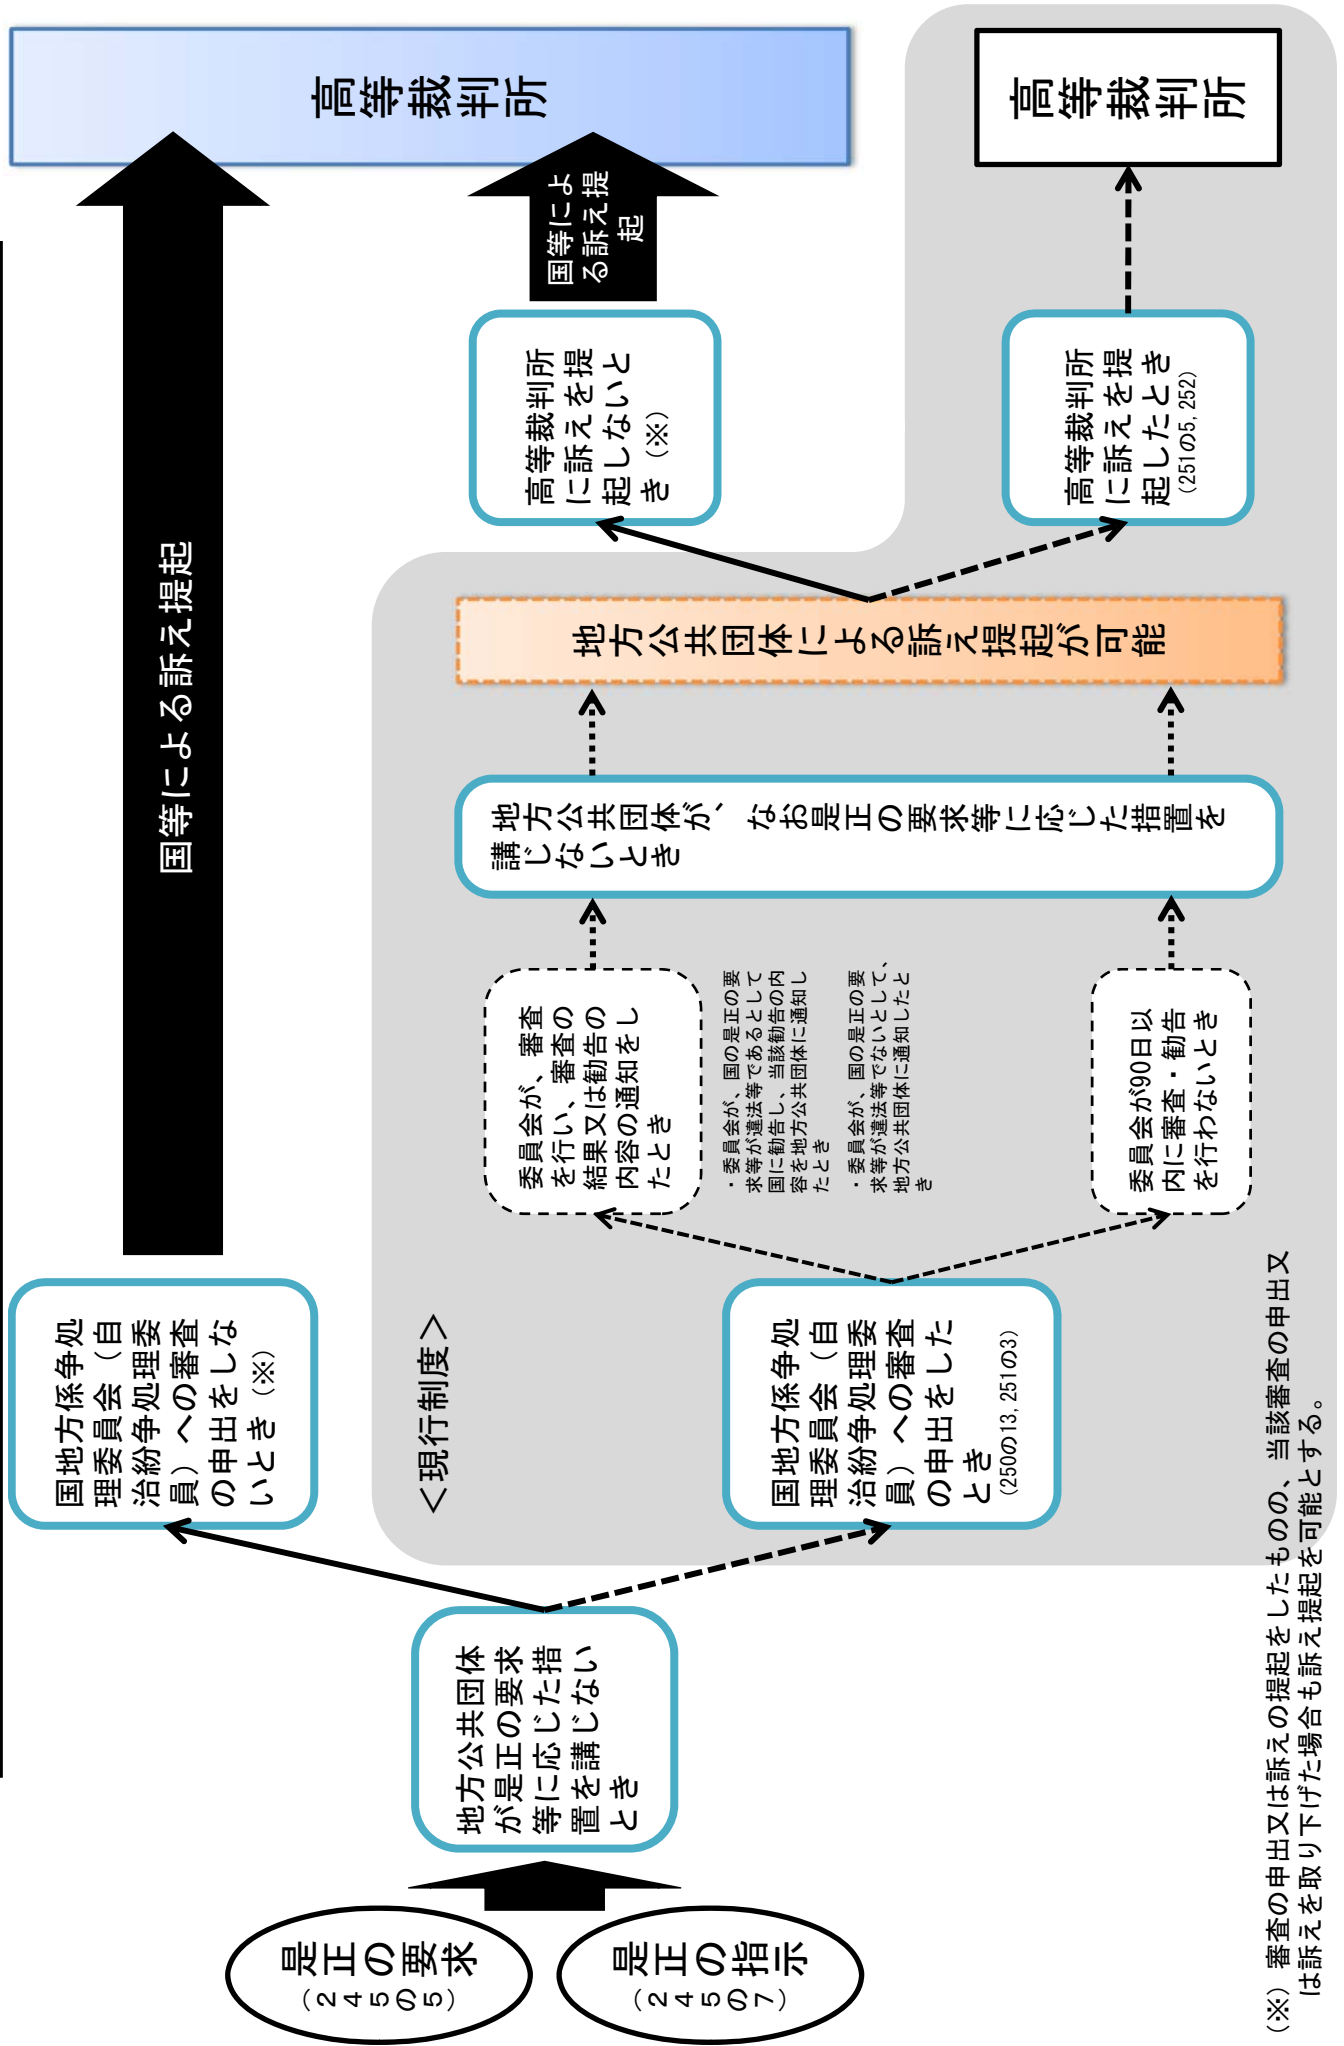 是正の要求
（２４５の５）
是正の指示
（２４５の７）
地方公共団体
が是正の要求
等に応じた措
置を講じない
とき
国地方係争処
理委員会（自
治紛争処理委
員）への審査
の申出をしな
いとき（※）
国等による訴え提起
高等裁判所
＜現行制度＞
国地方係争処
理委員会（自
治紛争処理委
員）への審査
の申出をした
とき
(250の13, 251の3)
委員会が、審査
を行い、審査の
結果又は勧告の
内容の通知をし
たとき
・委員会が、国の是正の要
求等が違法等であるとして
国に勧告し、当該勧告の内
容を地方公共団体に通知し
たとき
・委員会が、国の是正の要
求等が違法等でないとして、
地方公共団体に通知したと
き
委員会が90日以
内に審査・勧告
を行わないとき
地方公共団体が、なお是正の要求等に応じた措置を
講じないとき
地方公共団体による訴え提起が可能
高等裁判所
に訴えを提
起しないと
き（※）
国等によ
る訴え提
起
高等裁判所
に訴えを提
起したとき
(251の5, 252)
高等裁判所
（※）審査の申出又は訴えの提起をしたものの、当該審査の申出又
は訴えを取り下げた場合も訴え提起を可能とする。